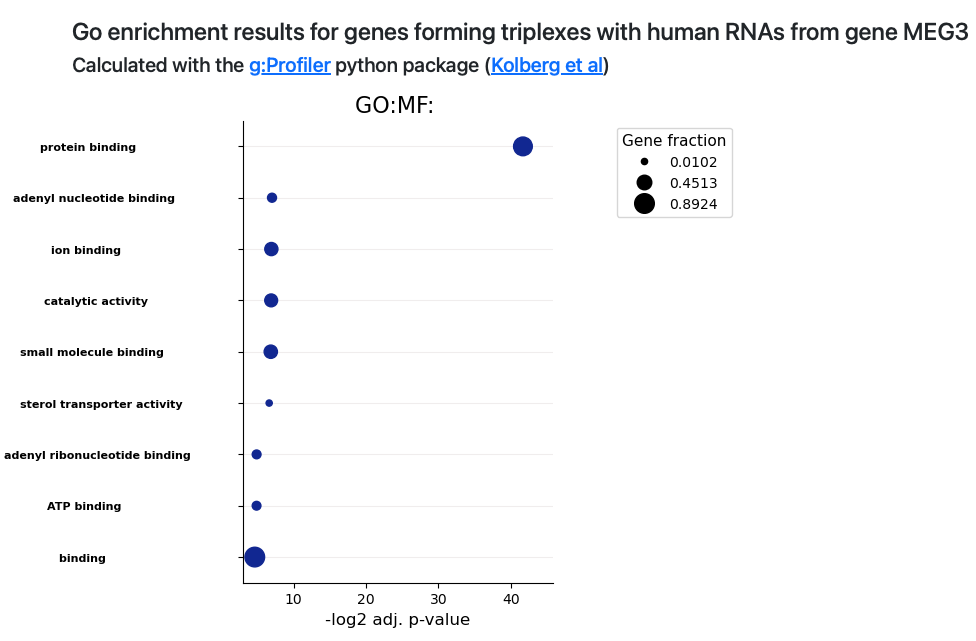 Go enrichment results for genes forming triplexes with human RNAs from gene MEG3
Calculated with the g:Profiler python package (Kolberg et al)
GO:MF:
protein binding
adenyl nucleotide binding
ion binding
catalytic activity
small molecule binding
sterol transporter activity
adenyl ribonucleotide binding
ATP binding
binding
10 20 30 40
-log2 adj. p-value
Gene fraction
0.0102
0.4513
0.8924